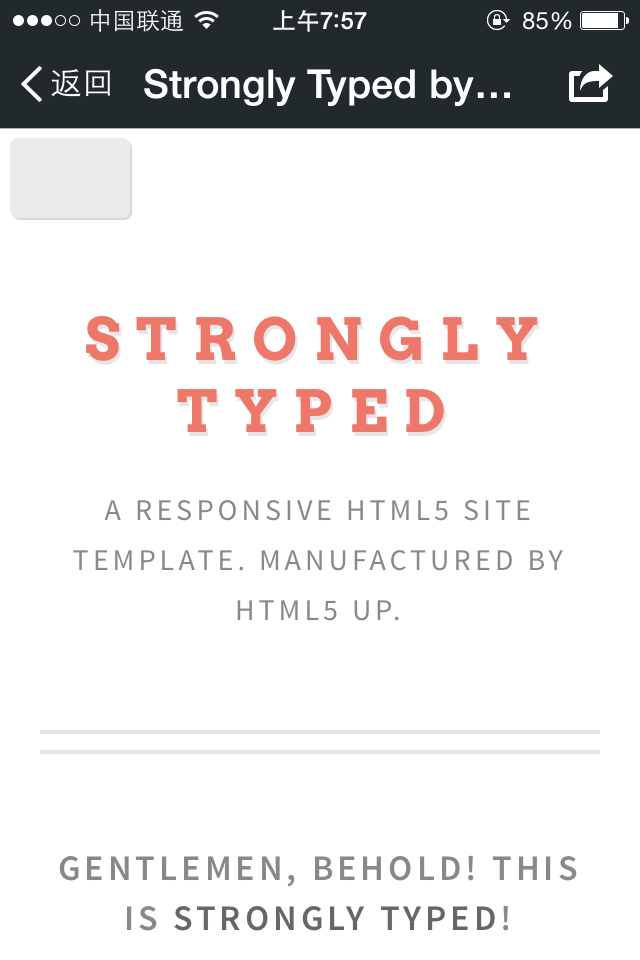 中国联通 上午7:57 85%
返回 Strongly Typed by...
STRONGLY
TYPED
A RESPONSIVE HTML5 SITE
TEMPLATE. MANUFACTURED BY
HTML5 UP.
GENTLEMEN, BEHOLD! THIS
IS STRONGLY TYPED!